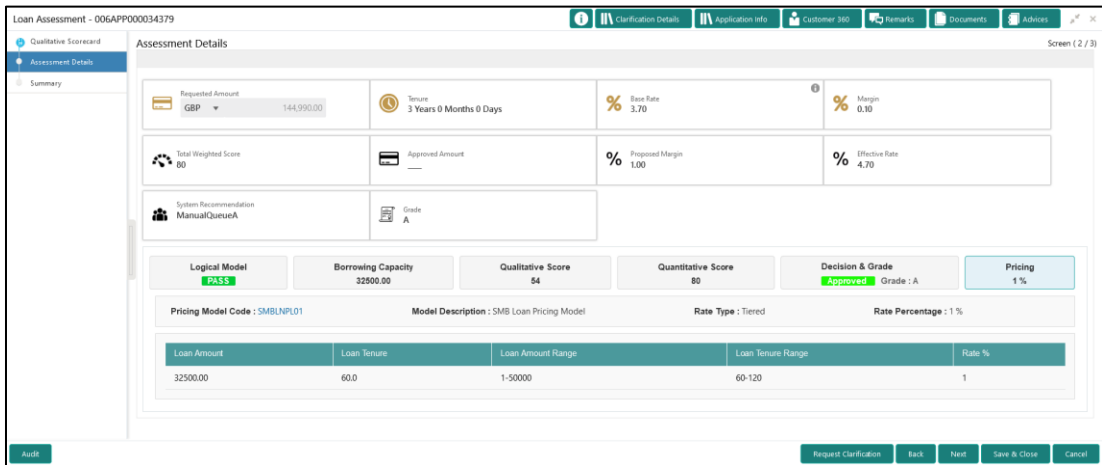 Loan Assessment - 006APP000034379
Clarification Details
Application Info
Customer 360
Remarks
Documents
Advices
Qualitative Scorecard
Assessment Details
Summary
Assessment Details
Screen ( 2 / 3)
Requested Amount
GBP 144,990.00
Tenure
3 Years 0 Months 0 Days
Base Rate
3.70
Margin
0.10
Total Weighted Score
80
Approved Amount
Proposed Margin
1.00
Effective Rate
4.70
System Recommendation
ManualQueueA
Grade
A
Logical Model
PASS
Borrowing Capacity
32500.00
Qualitative Score
54
Quantitative Score
80
Decision & Grade
Approved Grade : A
Pricing
1 %
Pricing Model Code : SMBLNPL01 Model Description : SMB Loan Pricing Model Rate Type : Tiered Rate Percentage : 1 %
Loan Amount Loan Tenure Loan Amount Range Loan Tenure Range Rate %
32500.00 60.0 1-50000 60-120 1
Audit Request Clarification Back Next Save & Close Cancel